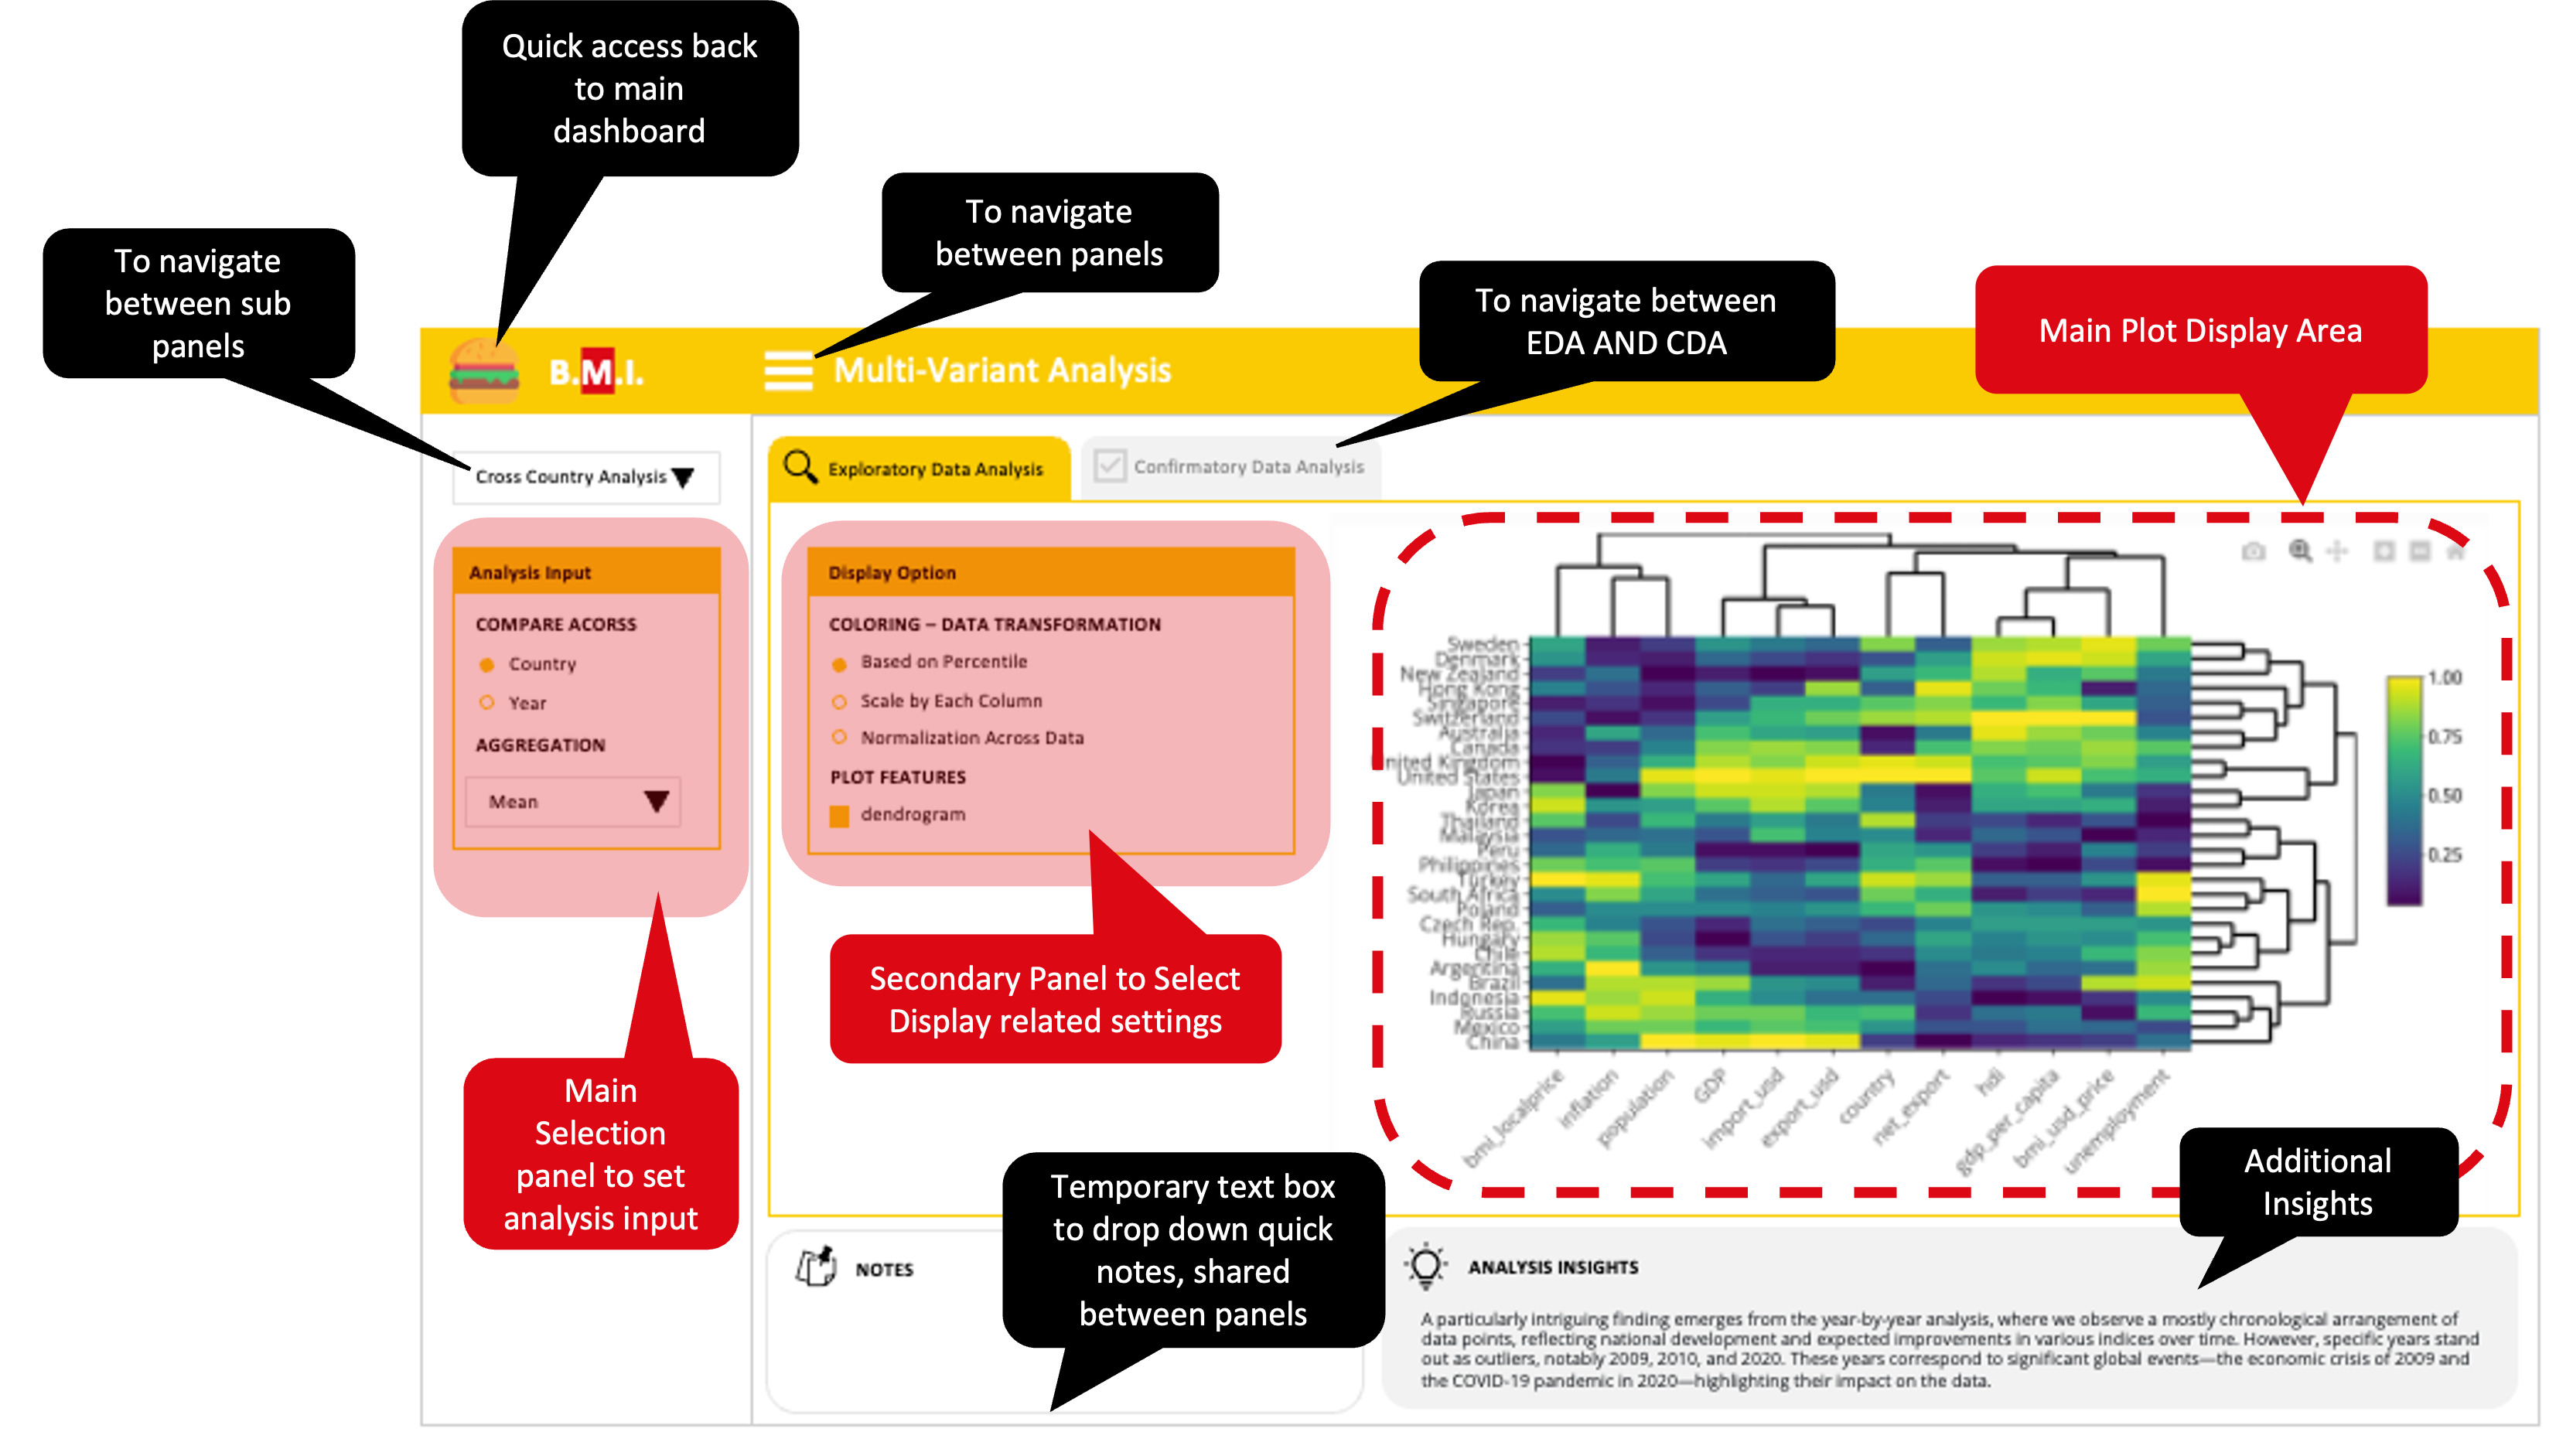 Quick access back
to main
dashboard
To navigate
between panels
To navigate
between sub
panels
To navigate between
EDA AND CDA
Main Plot Display Area
B.M.I.
Multi-Variant Analysis
Cross Country Analysis
Exploratory Data Analysis
Confirmatory Data Analysis
Analysis Input
COMPARE ACORSS
Country
Year
AGGREGATION
Mean
Display Option
COLORING – DATA TRANSFORMATION
Based on Percentile
Scale by Each Column
Normalization Across Data
PLOT FEATURES
dendrogram
Main
Selection
panel to set
analysis input
Secondary Panel to Select
Display related settings
Sweden
Denmark
New Zealand
Hong Kong
Singapore
Switzerland
Australia
Canada
United Kingdom
United States
Japan
Korea
Thailand
Malaysia
Peru
Philippines
Turkey
South Africa
Poland
Czech Rep.
Hungary
Chile
Argentina
Brazil
Indonesia
Russia
Mexico
China
bmi_localprice
inflation
population
GDP
import_usd
export_usd
country
net_export
hdi
gdp_per_capita
bmi_usd_price
unemployment
1.00
0.75
0.50
0.25
Temporary text box
to drop down quick
notes, shared
between panels
Additional
Insights
NOTES
ANALYSIS INSIGHTS
A particularly intriguing finding emerges from the year-by-year analysis, where we observe a mostly chronological arrangement of
data points, reflecting national development and expected improvements in various indices over time. However, specific years stand
out as outliers, notably 2009, 2010, and 2020. These years correspond to significant global events—the economic crisis of 2009 and
the COVID-19 pandemic in 2020—highlighting their impact on the data.